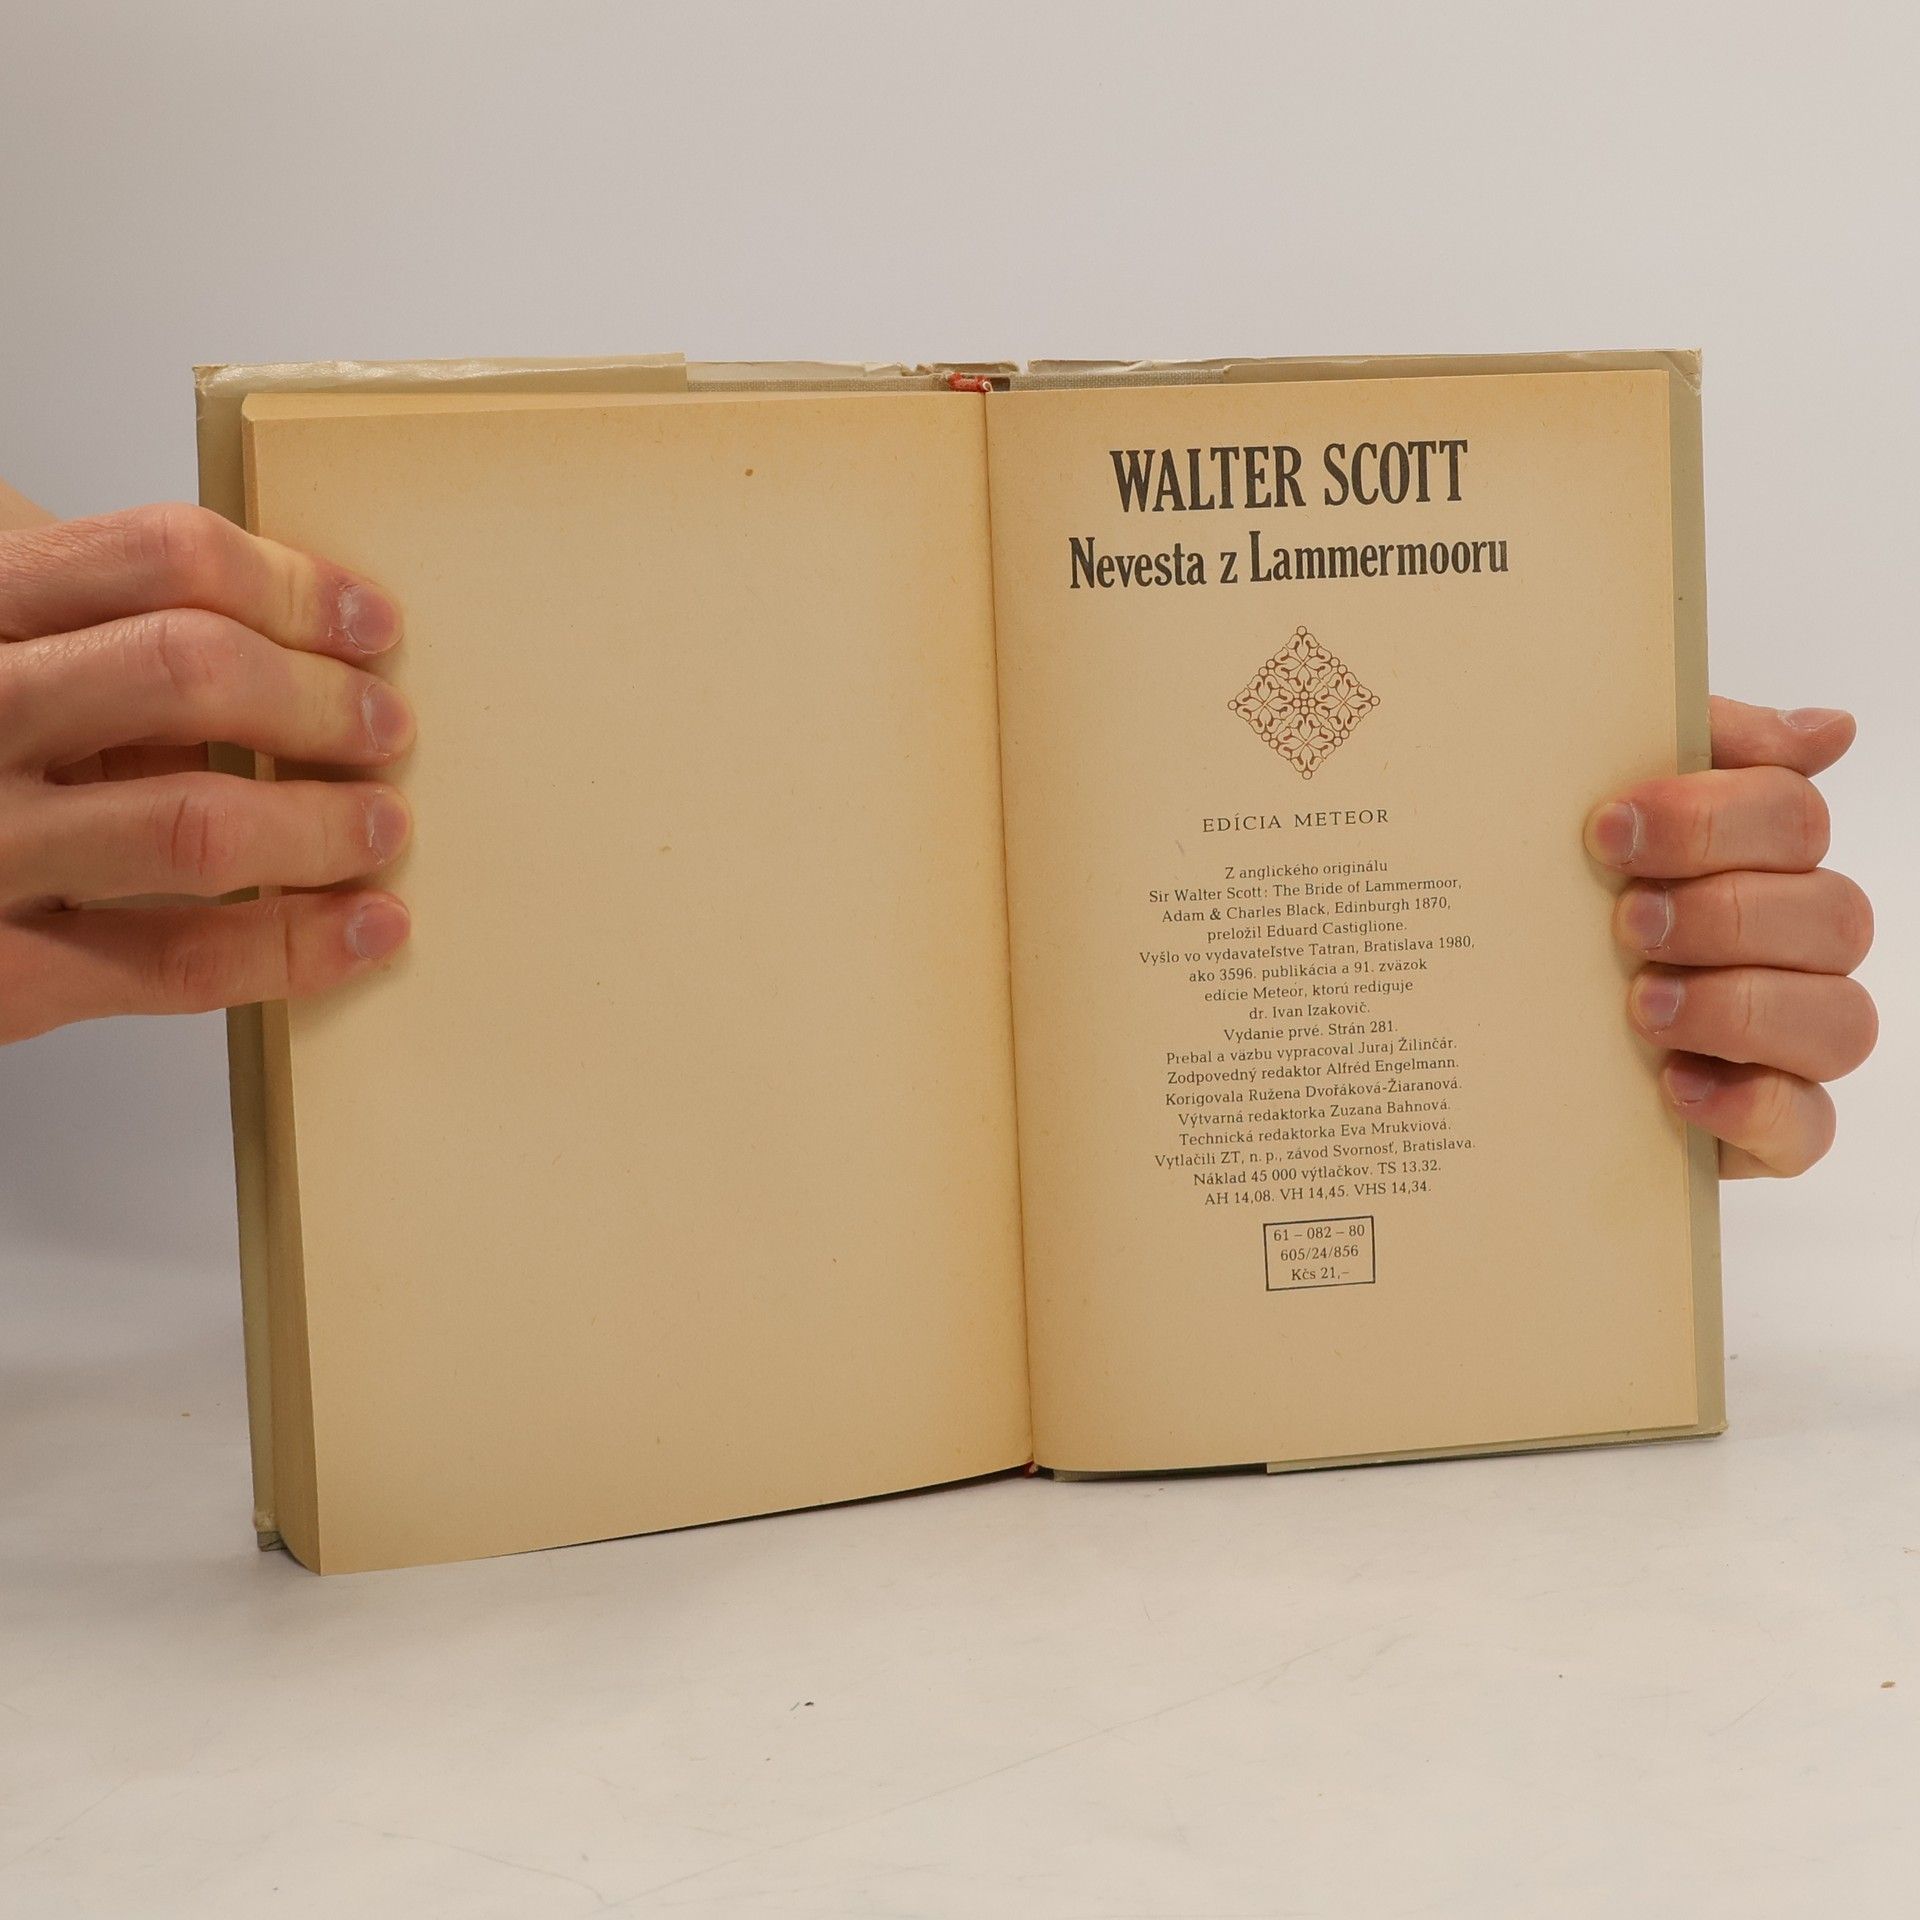 WALTER SCOTT
Nevesta z Lammermooru
EDÍCIA METEOR
Z anglického originálu
Sir Walter Scott: The Bride of Lammermoor,
Adam & Charles Black, Edinburgh 1870,
preložil Eduard Castiglione.
Vyšlo vo vydavateľstve Tatran, Bratislava 1980,
ako 3596. publikácia a 91. zväzok
edície Meteor, ktorú rediguje
dr. Ivan Izakovič.
Vydanie prvé. Strán 281.
Prebal a väzbu vypracoval Juraj Žilinčár.
Zodpovedný redaktor Alfréd Engelmann.
Korigovala Ružena Dvořáková-Žiaranová.
Výtvarná redaktorka Zuzana Bahnová.
Technická redaktorka Eva Mrukviová.
Vytlačili ZT, n. p., závod Svornosť, Bratislava.
Náklad 45 000 výtlačkov. TS 13.32.
AH 14,08. VH 14,45. VHS 14,34.
61 – 082 – 80
605/24/856
Kčs 21,–